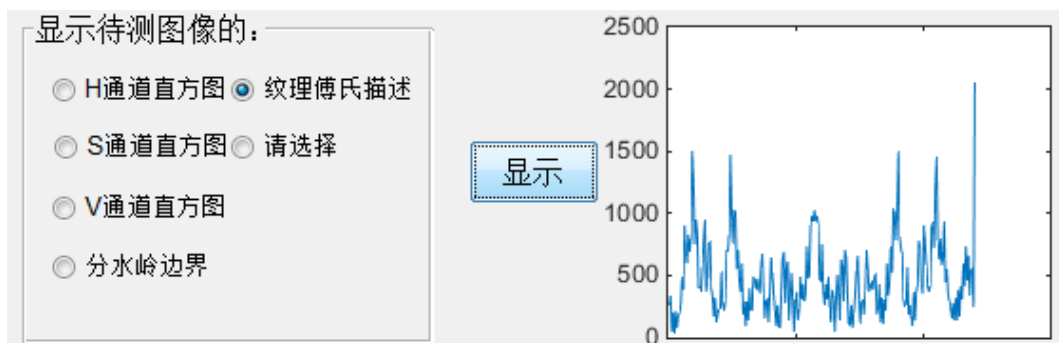 显示待测图像的：
H通道直方图 纹理傅氏描述
S通道直方图 请选择
V通道直方图
分水岭边界
显示
2500
2000
1500
1000
500
0